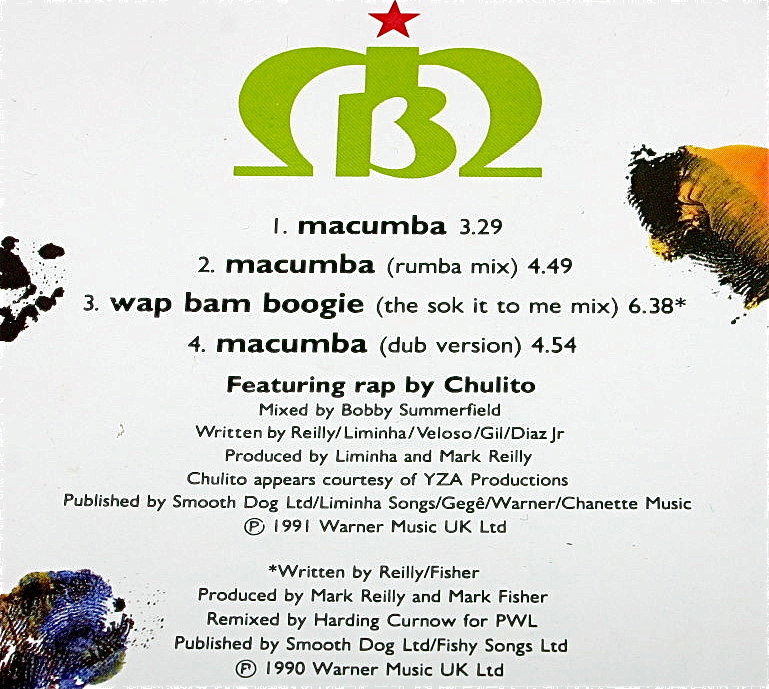 1. macumba 3.29
2. macumba (rumba mix) 4.49
3. wap bam boogie (the sok it to me mix) 6.38*
4. macumba (dub version) 4.54
Featuring rap by Chulito
Mixed by Bobby Summerfield
Written by Reilly/Liminha/Veloso/Gil/Diaz Jr
Produced by Liminha and Mark Reilly
Chulito appears courtesy of YZA Productions
Published by Smooth Dog Ltd/Liminha Songs/Gegê/Warner/Chanette Music
℗ 1991 Warner Music UK Ltd
*Written by Reilly/Fisher
Produced by Mark Reilly and Mark Fisher
Remixed by Harding Curnow for PWL
Published by Smooth Dog Ltd/Fishy Songs Ltd
℗ 1990 Warner Music UK Ltd